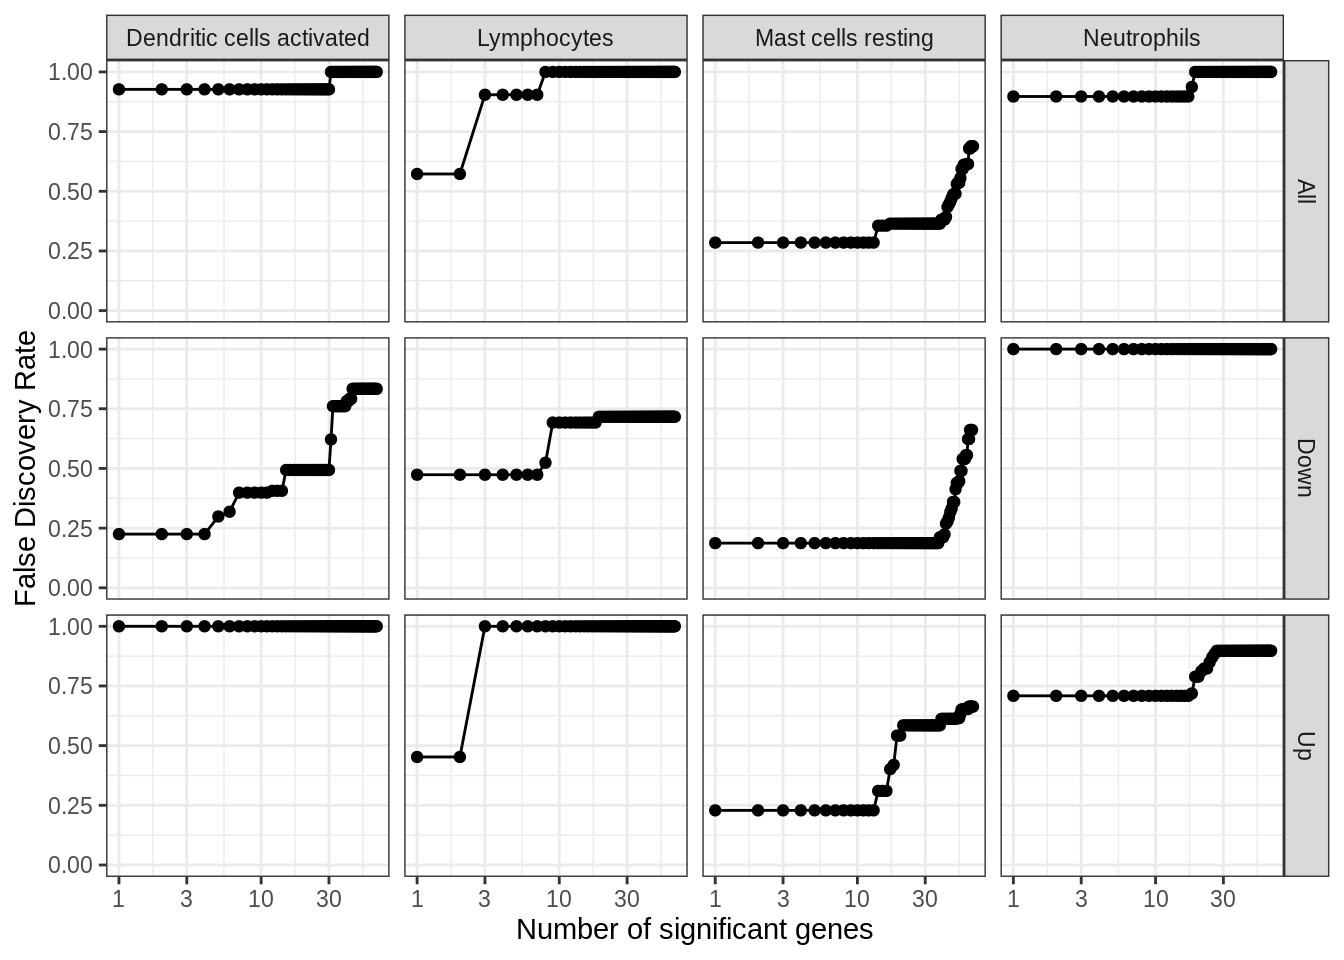 Dendritic cells activated
Lymphocytes
Mast cells resting
Neutrophils
1.00
0.75
0.50
0.25
0.00
All
1.00
0.75
0.50
0.25
0.00
Down
1.00
0.75
0.50
0.25
0.00
Up
False Discovery Rate
1 3 10 30
1 3 10 30
1 3 10 30
1 3 10 30
Number of significant genes